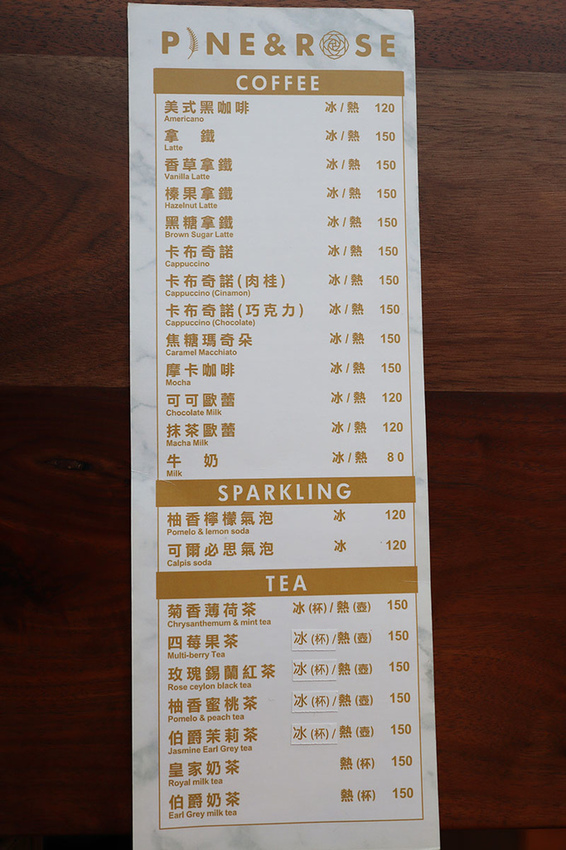 PINE&ROSE
COFFEE
美式黑咖啡 冰/熱 120
Americano
拿 鐵 冰/熱 150
Latte
香草拿鐵 冰/熱 150
Vanilla Latte
榛果拿鐵 冰/熱 150
Hazelnut Latte
黑糖拿鐵 冰/熱 150
Brown Sugar Latte
卡布奇諾 冰/熱 150
Cappuccino
卡布奇諾(肉桂) 冰/熱 150
Cappuccino (Cinamon)
卡布奇諾(巧克力) 冰/熱 150
Cappuccino (Chocolate)
焦糖瑪奇朵 冰/熱 150
Caramel Macchiato
摩卡咖啡 冰/熱 150
Mocha
可可歐蕾 冰/熱 120
Chocolate Milk
抹茶歐蕾 冰/熱 120
Macha Milk
牛 奶 冰/熱 80
Milk
SPARKLING
柚香檸檬氣泡 冰 120
Pomelo & lemon soda
可爾必思氣泡 冰 120
Calpis soda
TEA
菊香薄荷茶 冰(杯)/熱(壺) 150
Chrysanthemum & mint tea
四莓果茶 冰(杯)/熱(壺) 150
Multi-berry Tea
玫瑰錫蘭紅茶 冰(杯)/熱(壺) 150
Rose ceylon black tea
柚香蜜桃茶 冰(杯)/熱(壺) 150
Pomelo & peach tea
伯爵茉莉茶 冰(杯)/熱(壺) 150
Jasmine Earl Grey tea
皇家奶茶 熱(杯) 150
Royal milk tea
伯爵奶茶 熱(杯) 150
Earl Grey milk tea